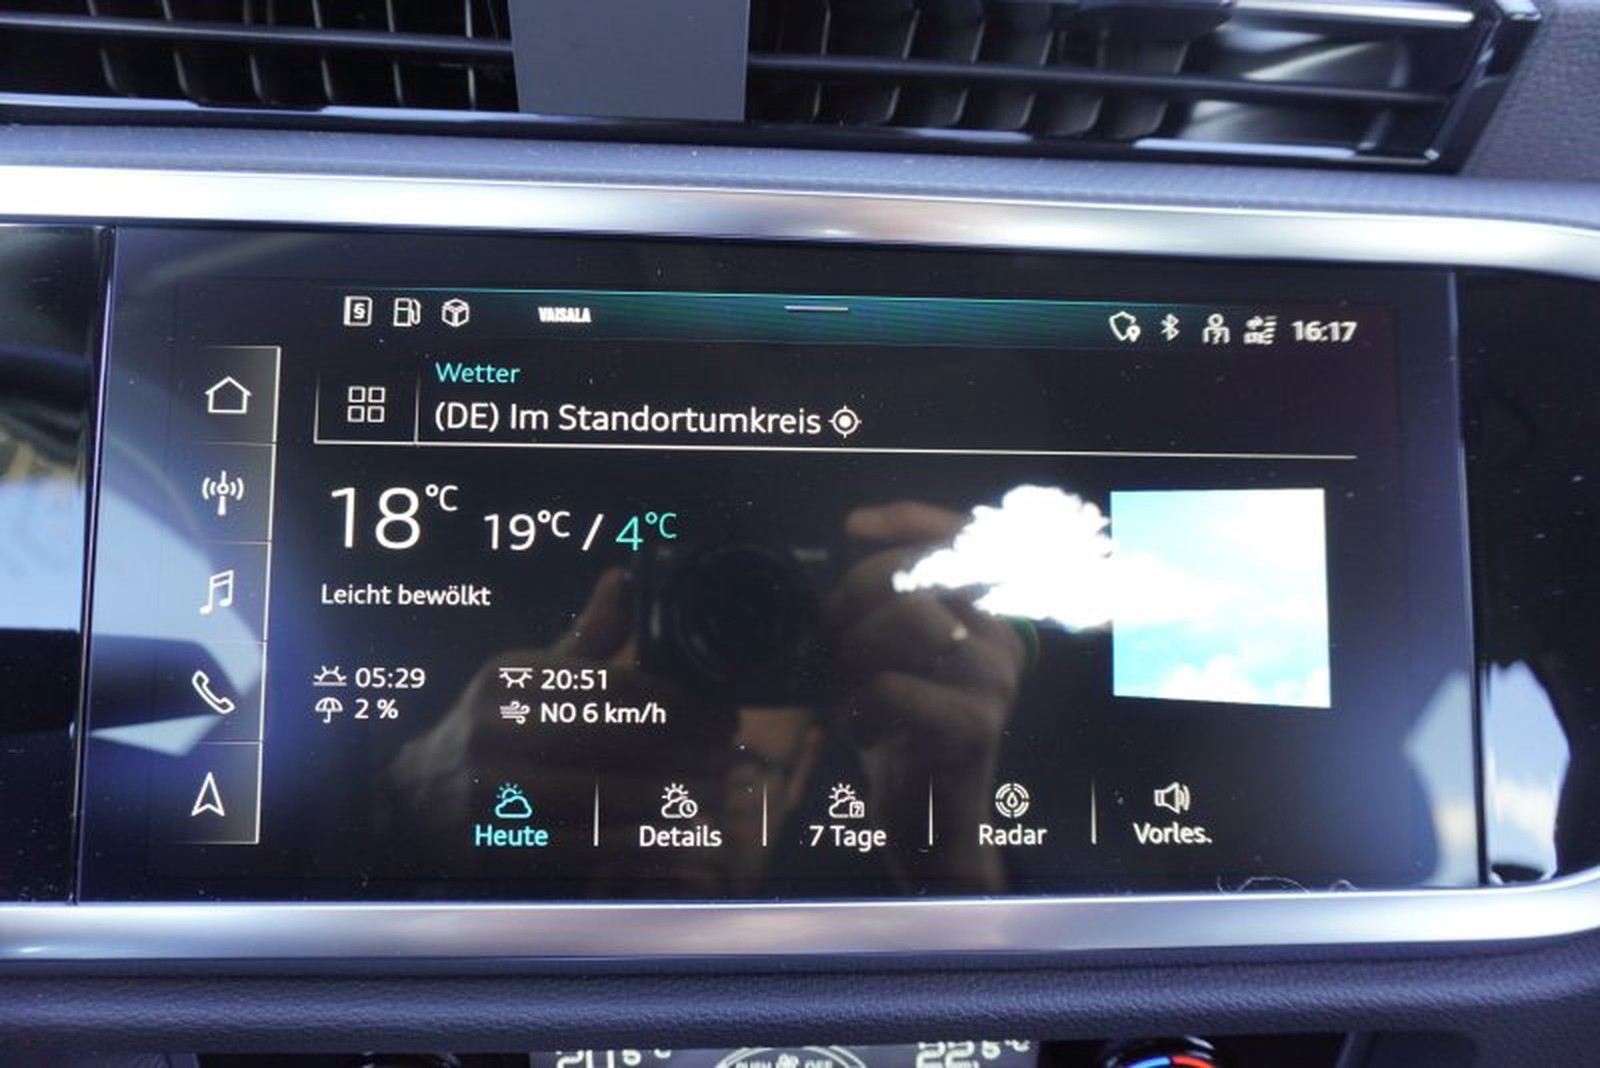 VAISALA
16:17
Wetter
(DE) Im Standortumkreis
18°C 19°C / 4°C
Leicht bewölkt
05:29 20:51
2 % NO 6 km/h
Heute Details 7 Tage Radar Vorles.